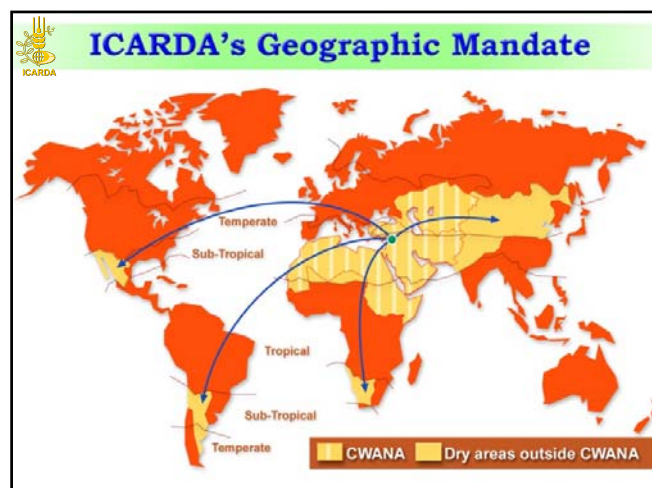 ICARDA's Geographic Mandate
ICARDA
Temperate
Sub-Tropical
Tropical
Sub-Tropical
Temperate
CWANA
Dry areas outside CWANA